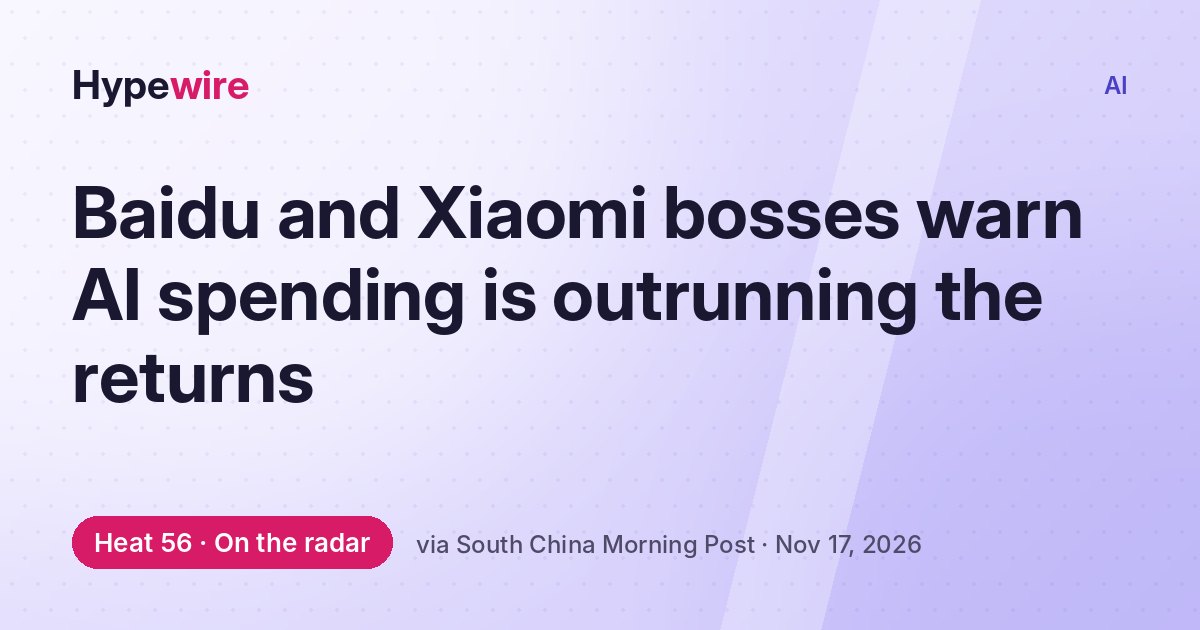 Hypewire
AI
Baidu and Xiaomi bosses warn
AI spending is outrunning the
returns
Heat 56 · On the radar
via South China Morning Post · Nov 17, 2026